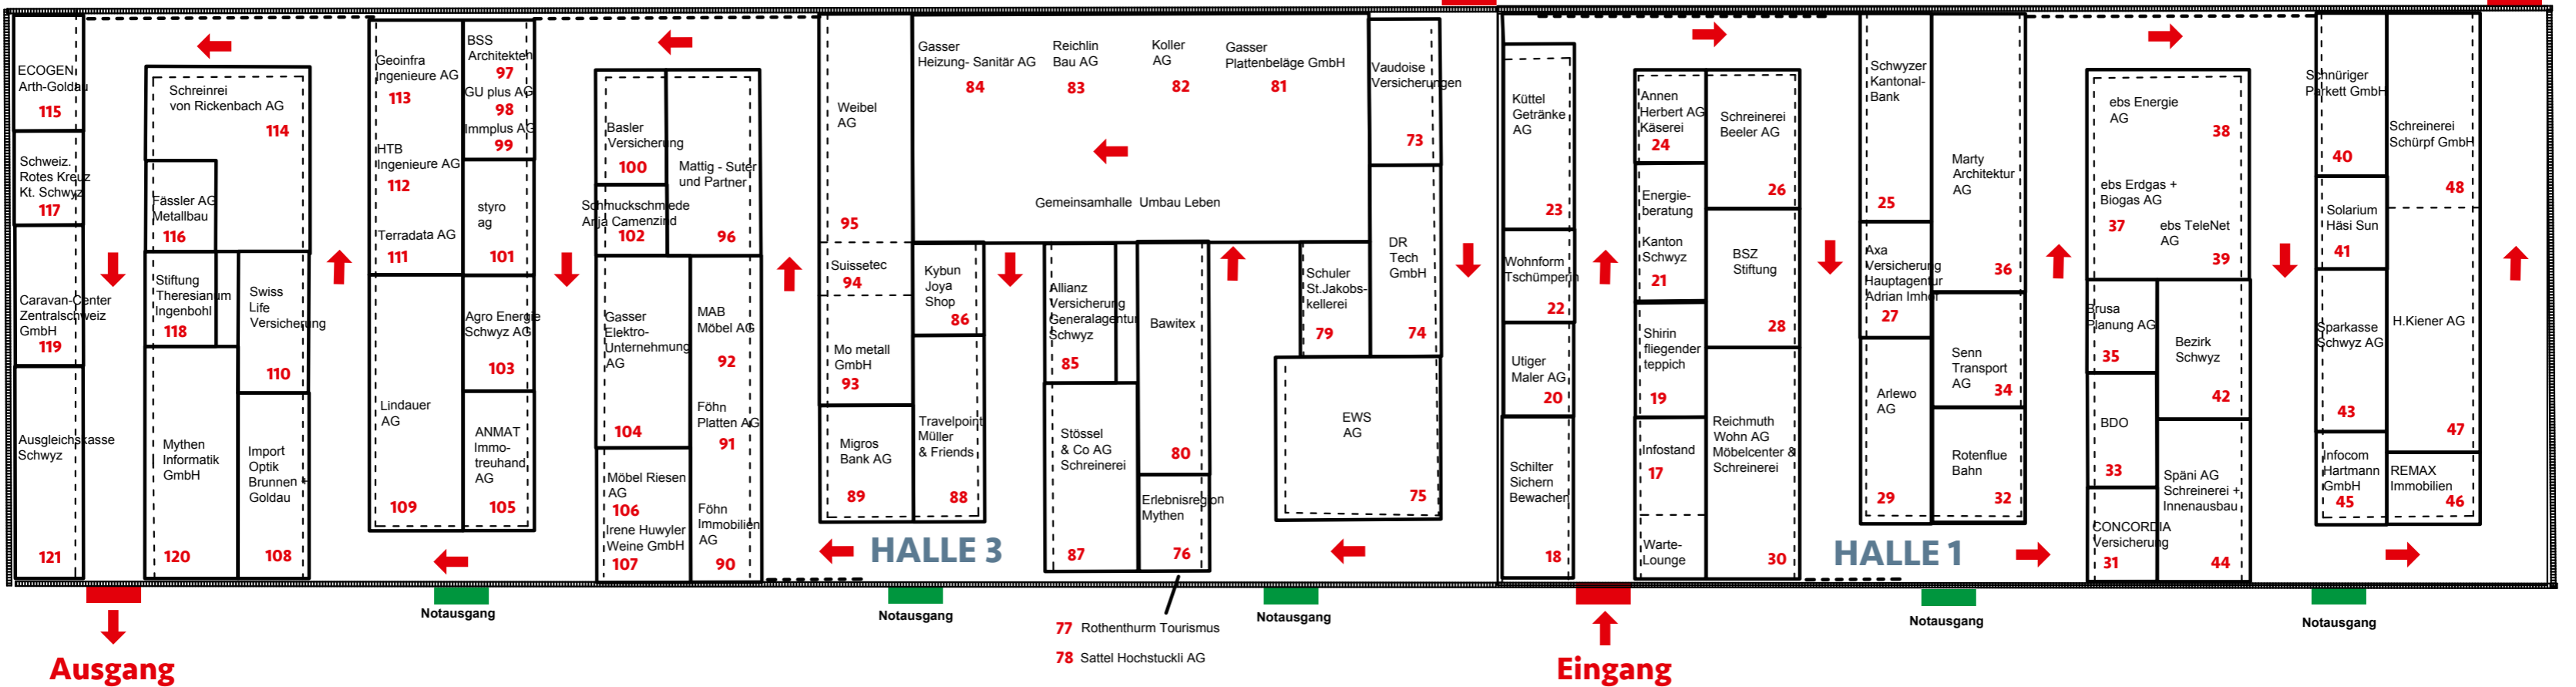 ECOGEN
Arth-Goldau
115
Schweiz.
Rotes Kreuz
Kt. Schwyz
117
Caravan-Center
Zentralschweiz
GmbH
119
Ausgleichskasse
Schwyz
121
Schreinrei
von Rickenbach AG
114
Fässler AG
Metallbau
116
Stiftung
Theresianum
Ingenbohl
118
Swiss
Life
Versicherung
110
Mythen
Informatik
GmbH
120
Import
Optik
Brunnen +
Goldau
108
Geoinfra
Ingenieure AG
113
HTB
Ingenieure AG
112
Terradata AG
111
Lindauer
AG
109
BSS
Architekten
97
GU plus AG
98
Immplus AG
99
styro
ag
101
Agro Energie
Schwyz AG
103
ANMAT
Immo-
treuhand
AG
105
Basler
Versicherung
100
Schmuckschmiede
Anja Camenzind
102
Mattig - Suter
und Partner
96
Gasser
Elektro-
Unternehmung
AG
104
Möbel Riesen
AG
106
Irene Huwyler
Weine GmbH
107
MAB
Möbel AG
92
Föhn
Platten AG
91
Föhn
Immobilien
AG
90
Weibel
AG
95
Suissetec
94
Mo metall
GmbH
93
Migros
Bank AG
89
Gasser
Heizung- Sanitär AG
84
Reichlin
Bau AG
83
Koller
AG
82
Gasser
Plattenbeläge GmbH
81
Gemeinsamhalle Umbau Leben
Kybun
Joya
Shop
86
Travelpoint
Müller
& Friends
88
Allianz
Versicherung
Generalagentur
Schwyz
85
Stössel
& Co AG
Schreinerei
87
Bawitex
80
Erlebnisregion
Mythen
76
77 Rothenthurm Tourismus
78 Sattel Hochstuckli AG
Schuler
St.Jakobs-
kellerei
79
Vaudoise
Versicherungen
73
DR
Tech
GmbH
74
EWS
AG
75
HALLE 3
Küttel
Getränke
AG
23
Wohnform
Tschümperlin
22
Utiger
Maler AG
20
Schilter
Sichern
Bewachen
18
Annen
Herbert AG
Käserei
24
Energie-
beratung
Kanton
Schwyz
21
Shirin
fliegender
teppich
19
Infostand
17
Warte-
Lounge
Schreinerei
Beeler AG
26
BSZ
Stiftung
28
Reichmuth
Wohn AG
Möbelcenter &
Schreinerei
30
Schwyzer
Kantonal-
Bank
25
Axa
Versicherung
Hauptagentur
Adrian Imhof
27
Arlewo
AG
29
Marty
Architektur
AG
36
Senn
Transport
AG
34
Rotenflue
Bahn
32
HALLE 1
ebs Energie
AG
38
ebs Erdgas +
Biogas AG
37
ebs TeleNet
AG
39
Brusa
Planung AG
35
BDO
33
CONCORDIA
Versicherung
31
Bezirk
Schwyz
42
Späni AG
Schreinerei +
Innenausbau
44
Schnüriger
Parkett GmbH
40
Solarium
Häsi Sun
41
Sparkasse
Schwyz AG
43
Infocom
Hartmann
GmbH
45
Schreinerei
Schürpf GmbH
48
H.Kiener AG
47
REMAX
Immobilien
46
Ausgang
Notausgang
Notausgang
Notausgang
Eingang
Notausgang
Notausgang